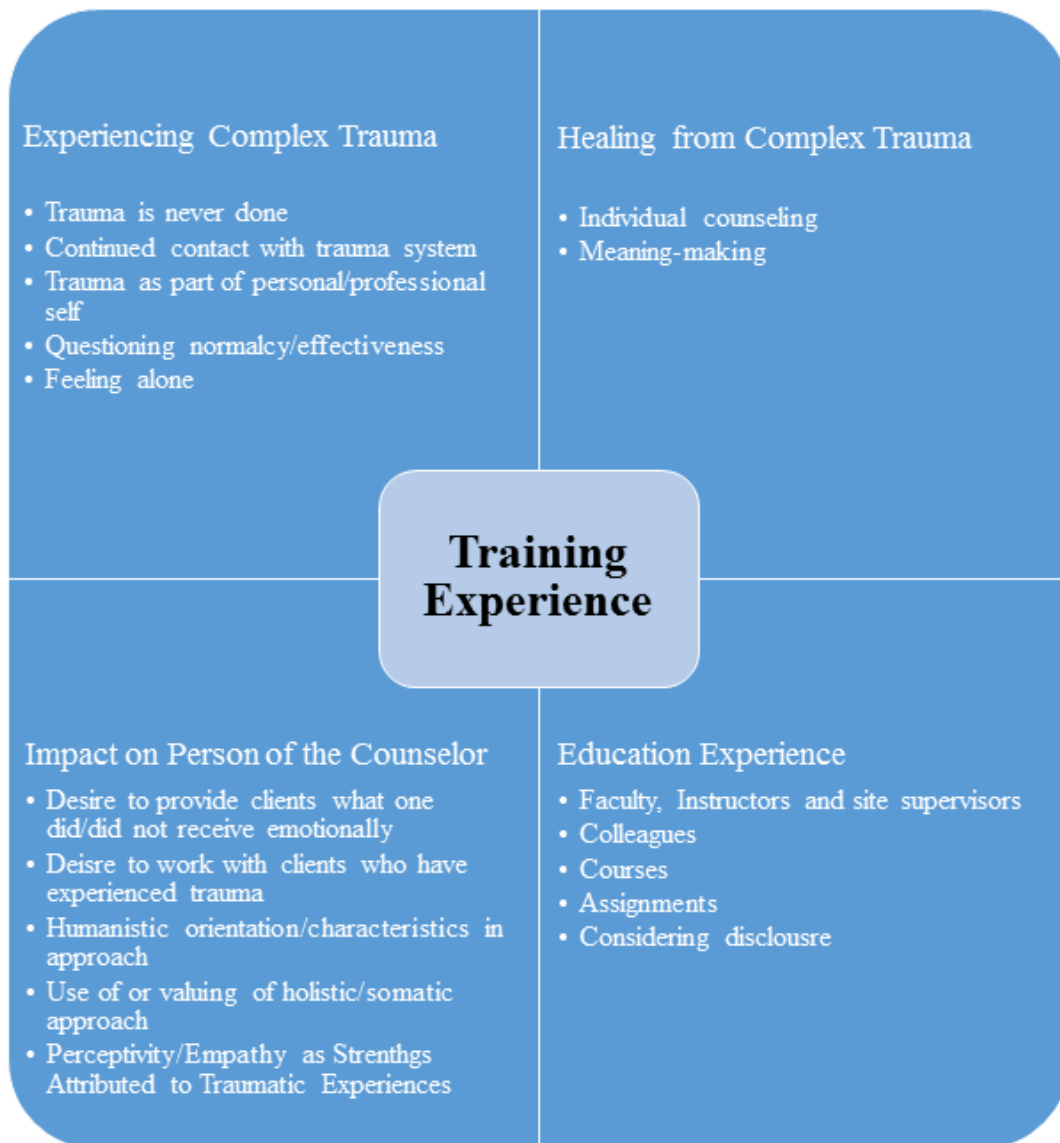 Experiencing Complex Trauma
• Trauma is never done
• Continued contact with trauma system
• Trauma as part of personal/professional
self
• Questioning normalcy/effectiveness
• Feeling alone
Healing from Complex Trauma
• Individual counseling
• Meaning-making
Training
Experience
Impact on Person of the Counselor
• Desire to provide clients what one
did/did not receive emotionally
• Deisre to work with clients who have
experienced trauma
• Humanistic orientation/characteristics in
approach
• Use of or valuing of holistic/somatic
approach
• Perceptivity/Empathy as Strenthgs
Attributed to Traumatic Experiences
Education Experience
• Faculty, Instructors and site supervisors
• Colleagues
• Courses
• Assignments
• Considering disclousre